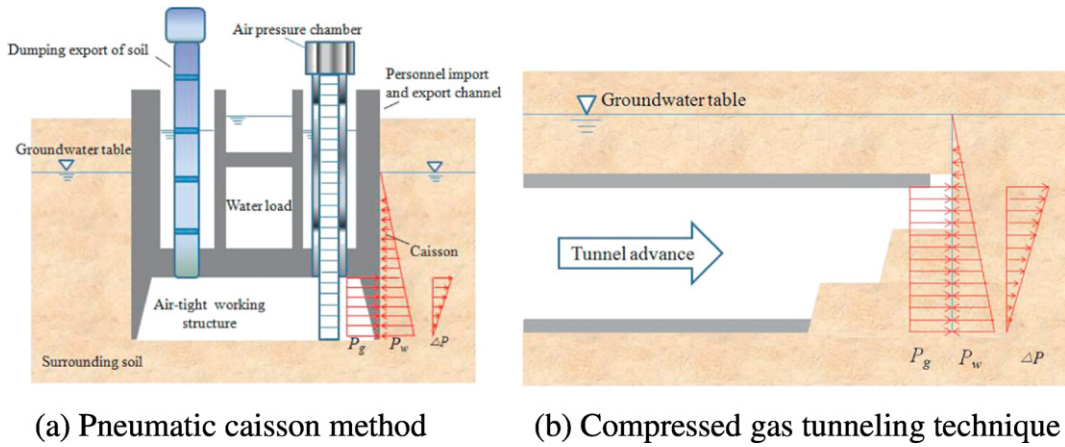 Dumping export of soil
Air pressure chamber
Personnel import
and export channel
Groundwater table
Water load
Caisson
Air-tight working
structure
Surrounding soil
Pg
Pw
△P
(a) Pneumatic caisson method
Groundwater table
Tunnel advance
Pg
Pw
△P
(b) Compressed gas tunneling technique